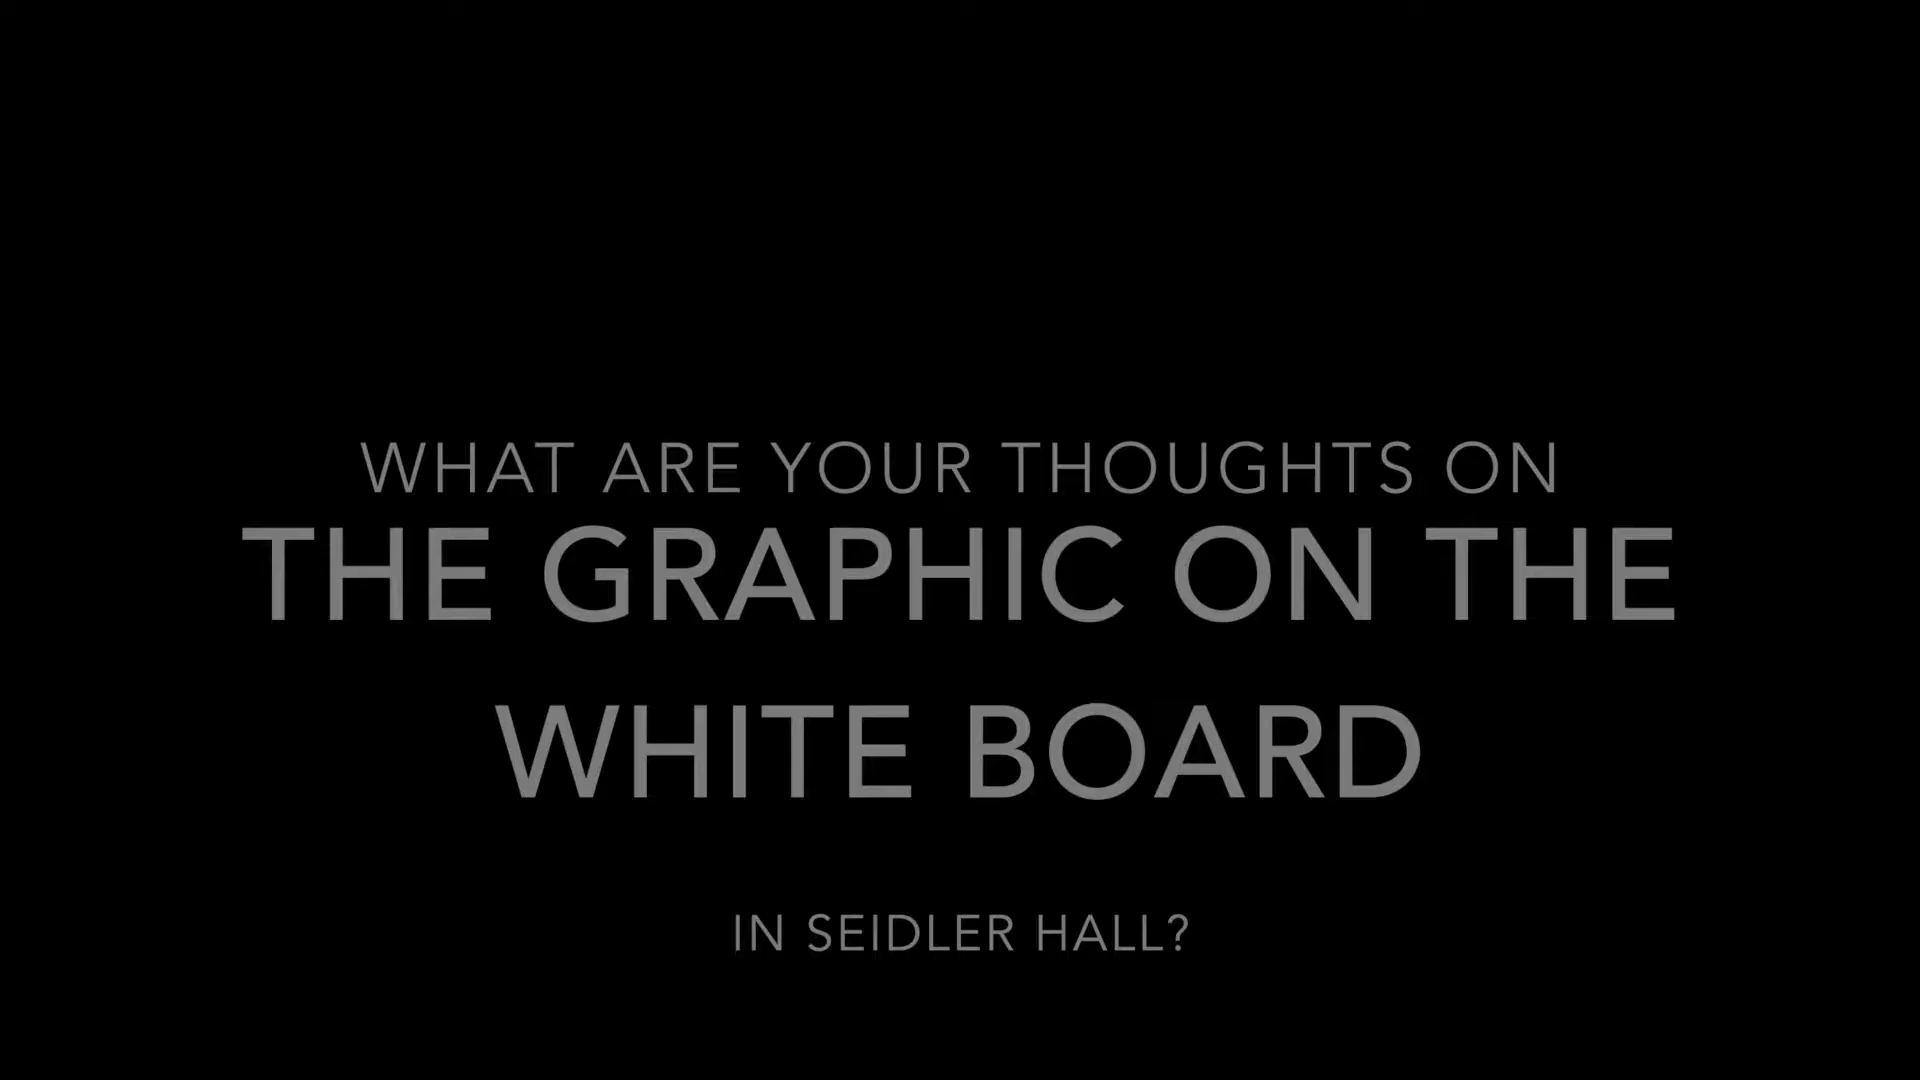 WHAT ARE YOUR THOUGHTS ON
THE GRAPHIC ON THE
WHITE BOARD
IN SEIDLER HALL?